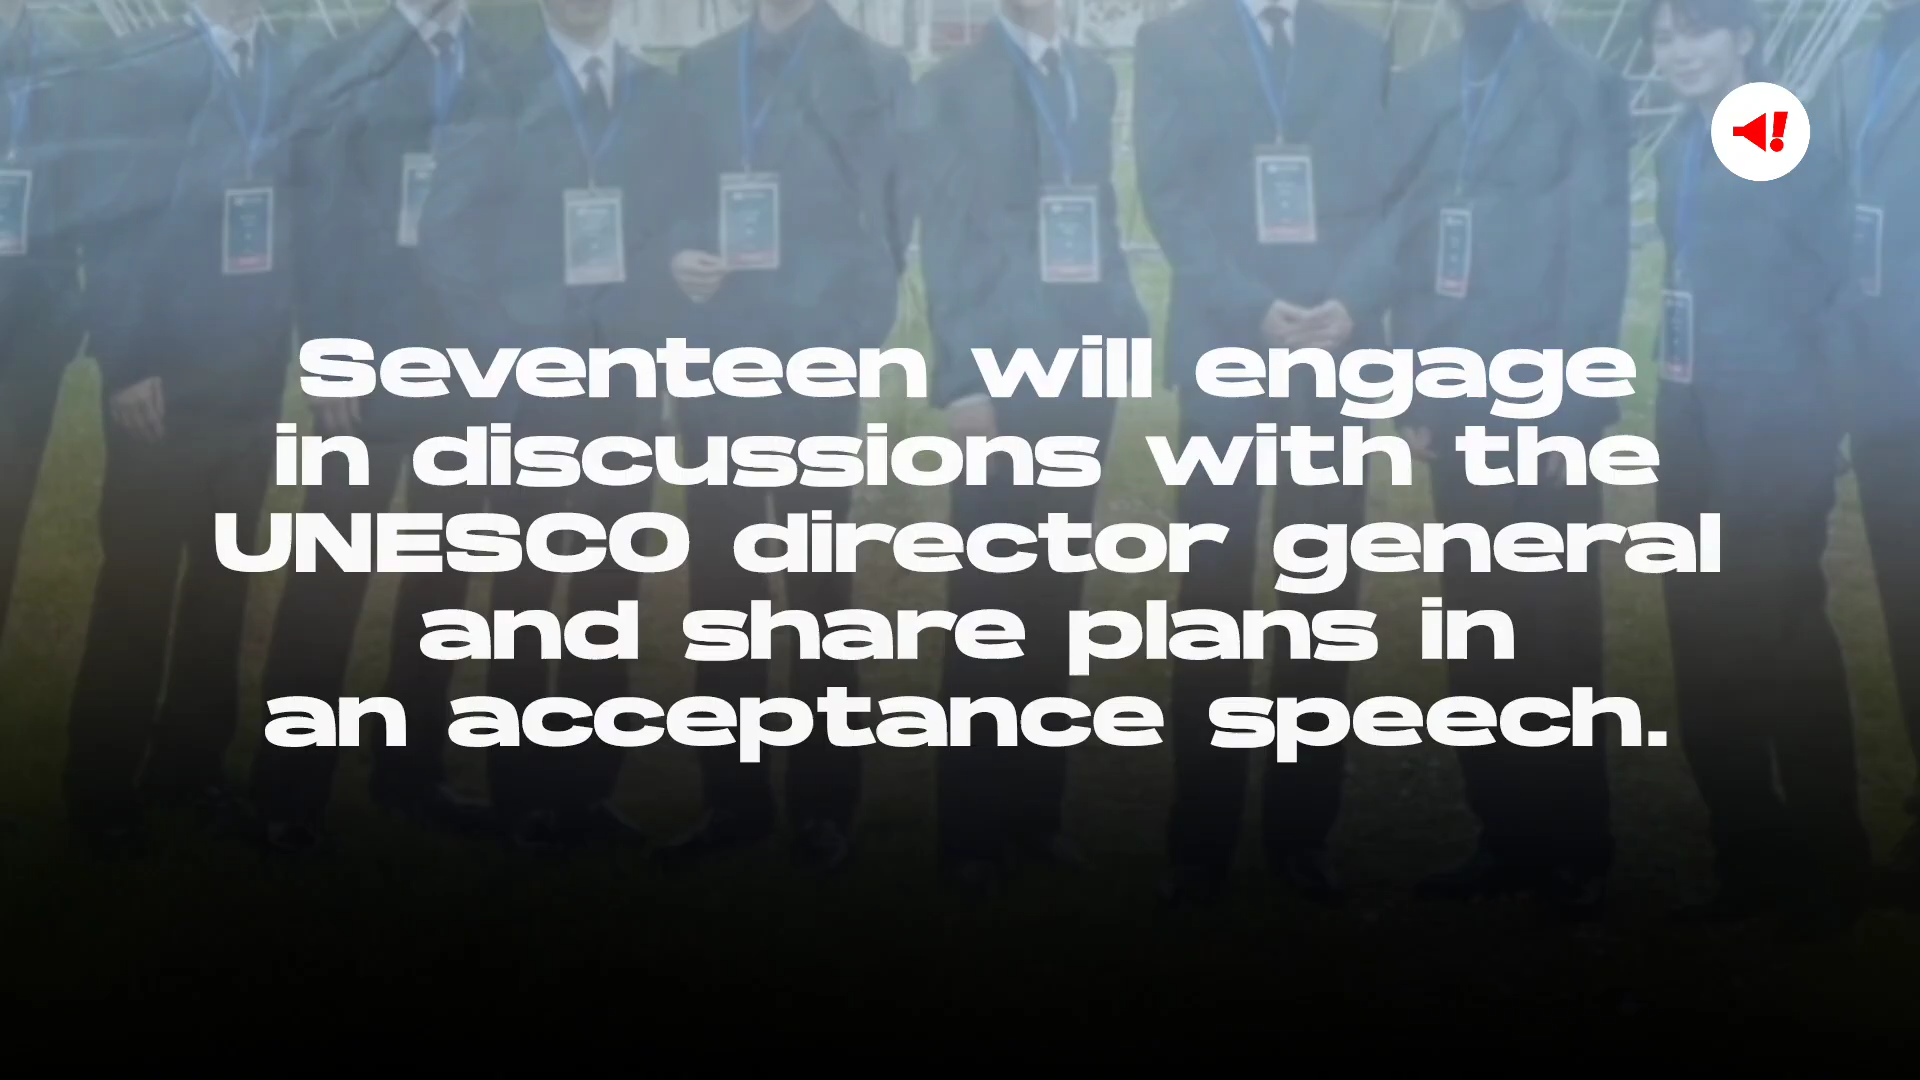 Seventeen will engage
in discussions with the
UNESCO director general
and share plans in
an acceptance speech.